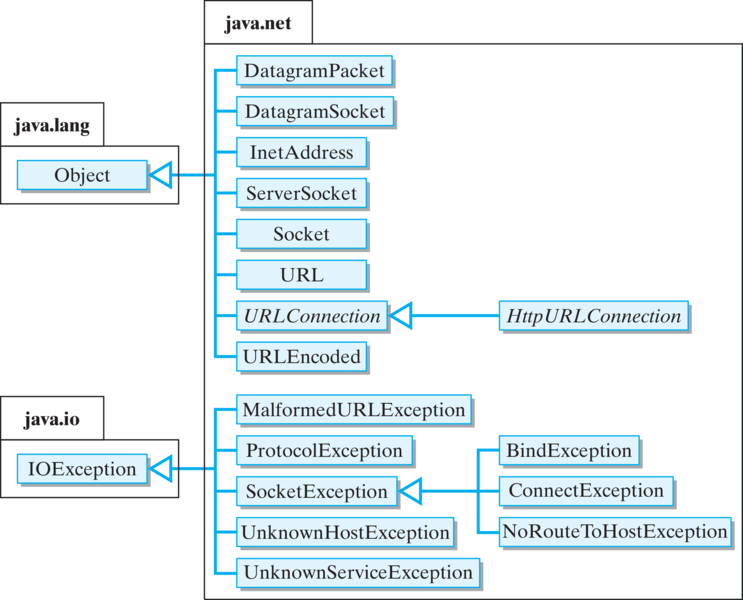 java.net
DatagramPacket
DatagramSocket
java.lang
InetAddress
Object
ServerSocket
Socket
URL
URLConnection
HttpURLConnection
URLEncoded
java.io
MalformedURLException
ProtocolException
BindException
IOException
SocketException
ConnectException
UnknownHostException
NoRouteToHostException
UnknownServiceException